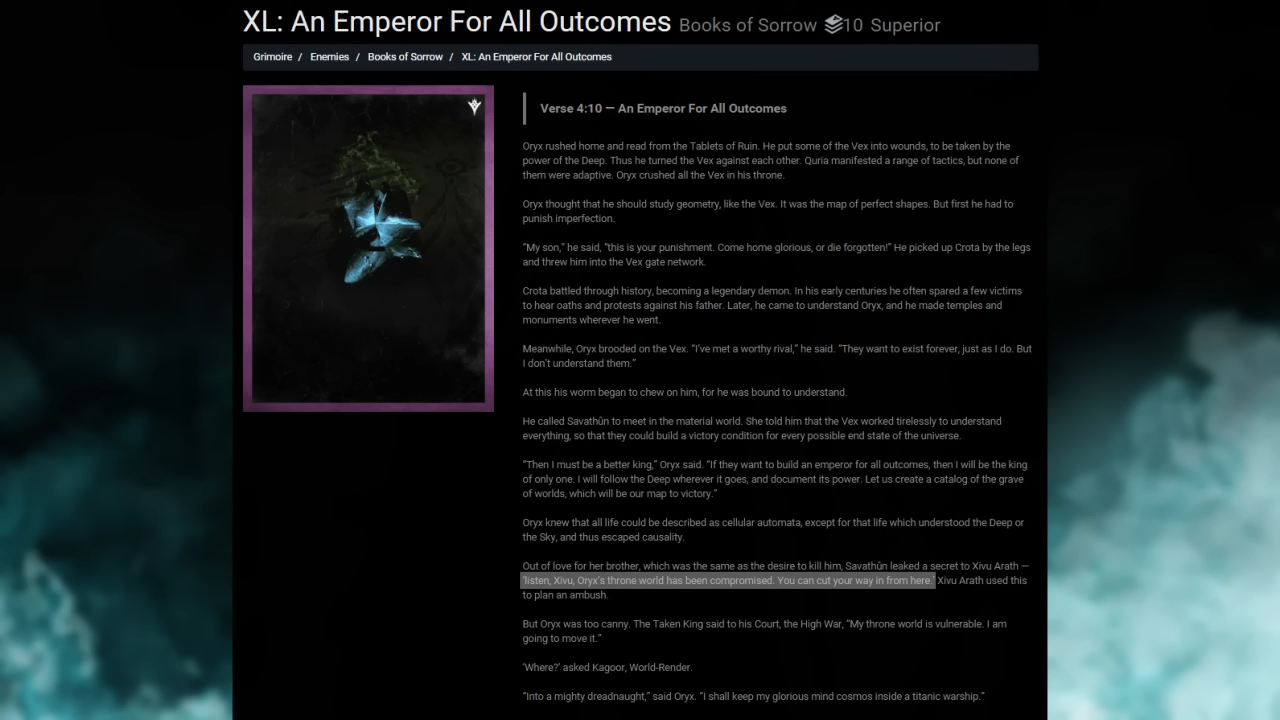 XL: An Emperor For All Outcomes Books of Sorrow 10 Superior
Grimoire / Enemies / Books of Sorrow / XL: An Emperor For All Outcomes
Verse 4:10 — An Emperor For All Outcomes
Oryx rushed home and read from the Tablets of Ruin. He put some of the Vex into wounds, to be taken by the
power of the Deep. Thus he turned the Vex against each other. Quria manifested a range of tactics, but none of
them were adaptive. Oryx crushed all the Vex in his throne.
Oryx thought that he should study geometry, like the Vex. It was the map of perfect shapes. But first he had to
punish imperfection.
“My son,” he said, “this is your punishment. Come home glorious, or die forgotten!” He picked up Crota by the legs
and threw him into the Vex gate network.
Crota battled through history, becoming a legendary demon. In his early centuries he often spared a few victims
to hear oaths and protests against his father. Later, he came to understand Oryx, and he made temples and
monuments wherever he went.
Meanwhile, Oryx brooded on the Vex. “I’ve met a worthy rival,” he said. “They want to exist forever, just as I do. But
I don’t understand them.”
At this his worm began to chew on him, for he was bound to understand.
He called Savathûn to meet in the material world. She told him that the Vex worked tirelessly to understand
everything, so that they could build a victory condition for every possible end state of the universe.
“Then I must be a better king,” Oryx said. “If they want to build an emperor for all outcomes, then I will be the king
of only one. I will follow the Deep wherever it goes, and document its power. Let us create a catalog of the grave
of worlds, which will be our map to victory.”
Oryx knew that all life could be described as cellular automata, except for that life which understood the Deep or
the Sky, and thus escaped causality.
Out of love for her brother, which was the same as the desire to kill him, Savathûn leaked a secret to Xivu Arath —
‘listen, Xivu, Oryx’s throne world has been compromised. You can cut your way in from here.’ Xivu Arath used this
to plan an ambush.
But Oryx was too canny. The Taken King said to his Court, the High War, “My throne world is vulnerable. I am
going to move it.”
‘Where?’ asked Kagoor, World-Render.
“Into a mighty dreadnaught,” said Oryx. “I shall keep my glorious mind cosmos inside a titanic warship.”